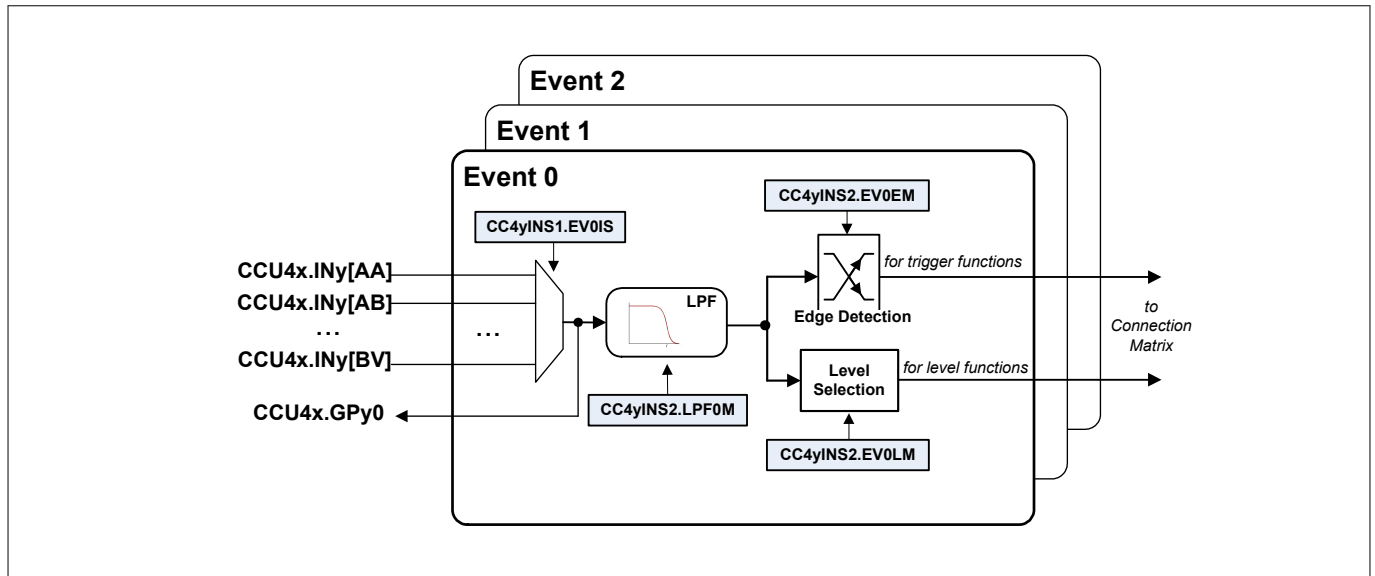 Event 2
Event 1
Event 0
CC4yINS2.EV0EM
CC4yINS1.EV0IS
for trigger functions
CCU4x.INy[AA]
CCU4x.INy[AB]
...
...
CCU4x.INy[BV]
LPF
Edge Detection
to
Connection
Matrix
Level
Selection
for level functions
CC4yINS2.LPF0M
CCU4x.GPy0
CC4yINS2.EV0LM